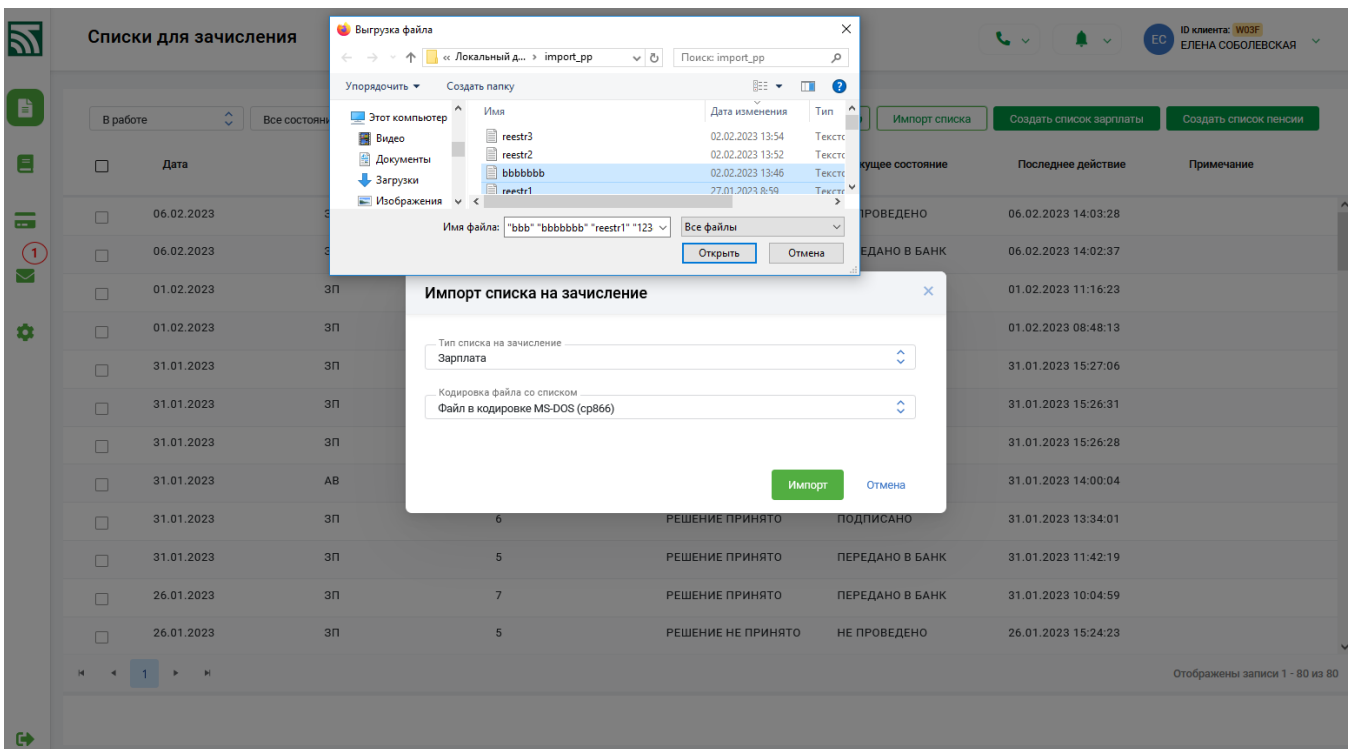 Списки для зачисления
ID клиента: W03F
ЕС
ЕЛЕНА СОБОЛЕВСКАЯ
Выгрузка файла
« Локальный д... › import_pp
Поиск: import_pp
Упорядочить
Создать папку
Этот компьютер
Видео
Документы
Загрузки
Изображения
Имя
Дата изменения
Тип
reestr3
02.02.2023 13:54
reestr2
02.02.2023 13:52
bbbbbbb
02.02.2023 13:46
reestr1
27.01.2023 8:59
Имя файла:
"bbb" "bbbbbbb" "reestr1" "123
Все файлы
Открыть
Отмена
В работе
Импорт списка
Создать список зарплаты
Создать список пенсии
Дата
Последнее действие
Примечание
06.02.2023
06.02.2023 14:03:28
1
06.02.2023
06.02.2023 14:02:37
01.02.2023 ЗП
01.02.2023 11:16:23
01.02.2023 ЗП
01.02.2023 08:48:13
31.01.2023 ЗП
31.01.2023 15:27:06
31.01.2023 ЗП
31.01.2023 15:26:31
31.01.2023 ЗП
31.01.2023 15:26:28
31.01.2023 АВ
31.01.2023 14:00:04
Импорт списка на зачисление
Тип списка на зачисление
Зарплата
Кодировка файла со списком
Файл в кодировке MS-DOS (cp866)
Импорт
Отмена
31.01.2023 ЗП 6 РЕШЕНИЕ ПРИНЯТО ПОДПИСАНО 31.01.2023 13:34:01
31.01.2023 ЗП 5 РЕШЕНИЕ ПРИНЯТО ПЕРЕДАНО В БАНК 31.01.2023 11:42:19
26.01.2023 ЗП 7 РЕШЕНИЕ ПРИНЯТО ПЕРЕДАНО В БАНК 31.01.2023 10:04:59
26.01.2023 ЗП 5 РЕШЕНИЕ НЕ ПРИНЯТО НЕ ПРОВЕДЕНО 26.01.2023 15:24:23
1
Отображены записи 1 - 80 из 80